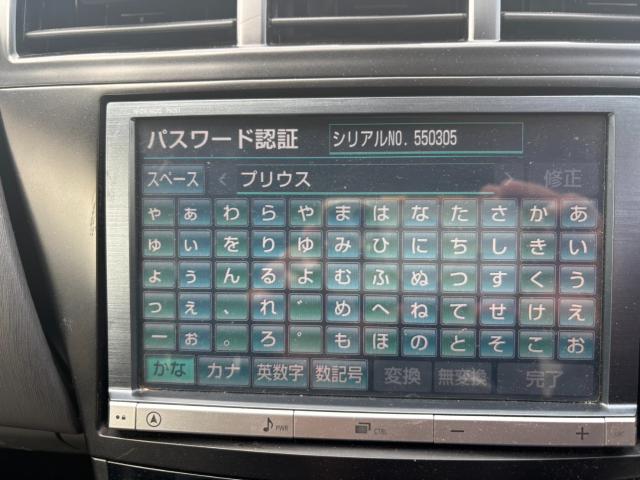 パスワード認証 シリアルNO. 550305
スペース < プリウス > 修正
ゃ ぁ わ ら や ま は な た さ か あ
ゅ ぃ を り ゆ み ひ に ち し き い
ょ ぅ ん る よ む ふ ぬ つ す く う
っ ぇ 、 れ ゛ め へ ね て せ け え
ー ぉ 。 ろ ゜ も ほ の と そ こ お
かな カナ 英数字 数記号 変換 無変換 完了
PWR CTRL − +